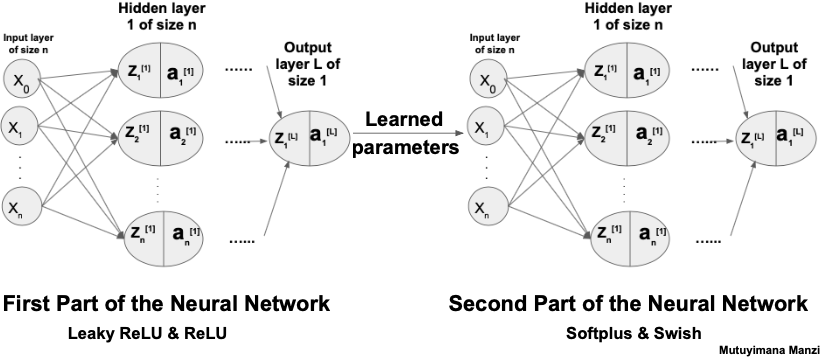 Input layer
of size n
Hidden layer
1 of size n
Output
layer L of
size 1
X0
X1
Xn
Z1[1] a1[1]
Z2[1] a2[1]
Zn[1] an[1]
......
......
......
Z1[L] a1[L]
Learned
parameters
Input layer
of size n
Hidden layer
1 of size n
Output
layer L of
size 1
X0
X1
Xn
Z1[1] a1[1]
Z2[1] a2[1]
Zn[1] an[1]
......
......
......
Z1[L] a1[L]
First Part of the Neural Network
Leaky ReLU & ReLU
Second Part of the Neural Network
Softplus & Swish
Mutuyimana Manzi